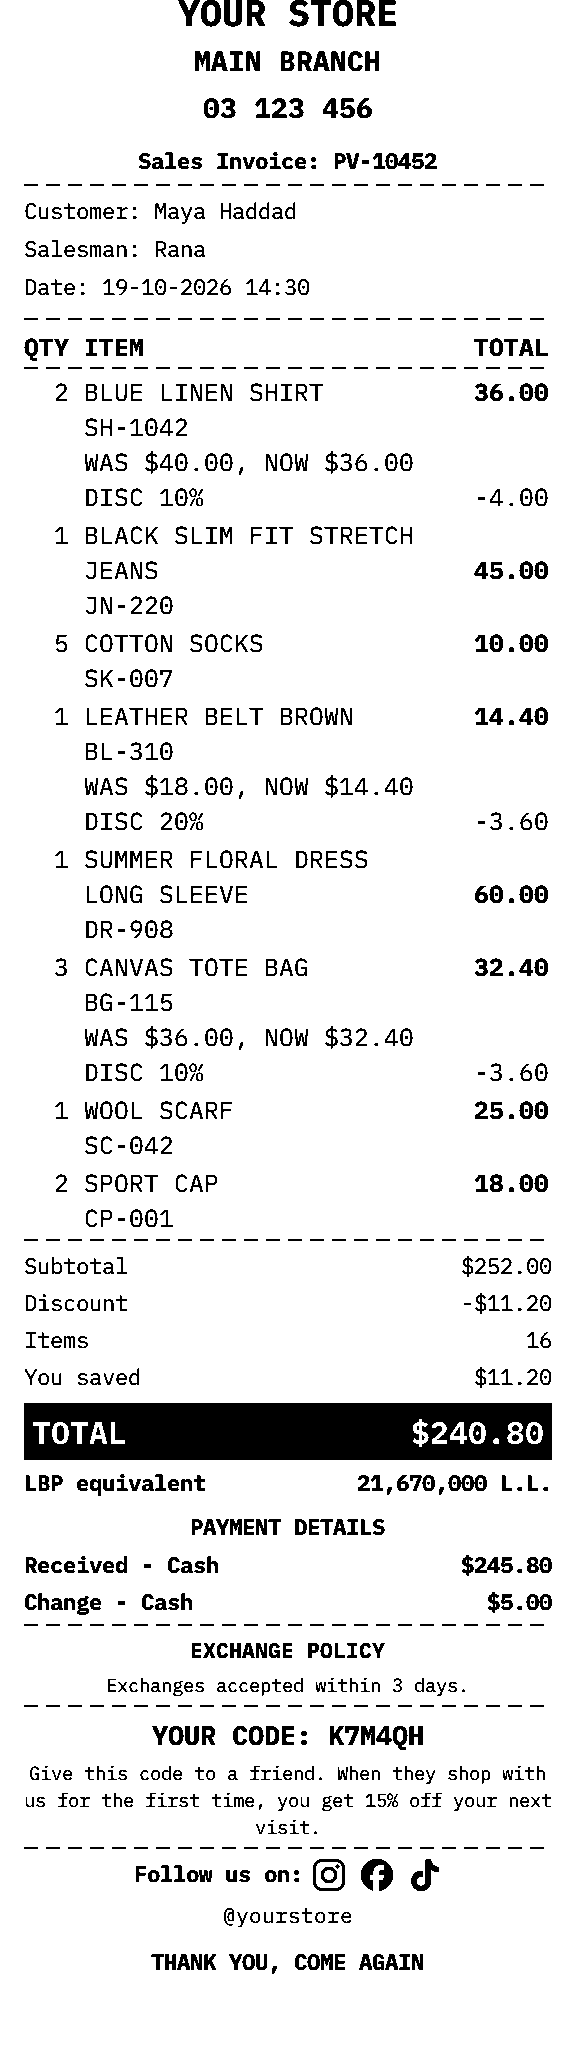 YOUR STORE
MAIN BRANCH
03 123 456
Sales Invoice: PV-10452
Customer: Maya Haddad
Salesman: Rana
Date: 19-10-2026 14:30
QTY ITEM TOTAL
2 BLUE LINEN SHIRT 36.00
SH-1042
WAS $40.00, NOW $36.00
DISC 10% -4.00
1 BLACK SLIM FIT STRETCH
JEANS 45.00
JN-220
5 COTTON SOCKS 10.00
SK-007
1 LEATHER BELT BROWN 14.40
BL-310
WAS $18.00, NOW $14.40
DISC 20% -3.60
1 SUMMER FLORAL DRESS
LONG SLEEVE 60.00
DR-908
3 CANVAS TOTE BAG 32.40
BG-115
WAS $36.00, NOW $32.40
DISC 10% -3.60
1 WOOL SCARF 25.00
SC-042
2 SPORT CAP 18.00
CP-001
Subtotal $252.00
Discount -$11.20
Items 16
You saved $11.20
TOTAL $240.80
LBP equivalent 21,670,000 L.L.
PAYMENT DETAILS
Received - Cash $245.80
Change - Cash $5.00
EXCHANGE POLICY
Exchanges accepted within 3 days.
YOUR CODE: K7M4QH
Give this code to a friend. When they shop with
us for the first time, you get 15% off your next
visit.
Follow us on:
@yourstore
THANK YOU, COME AGAIN